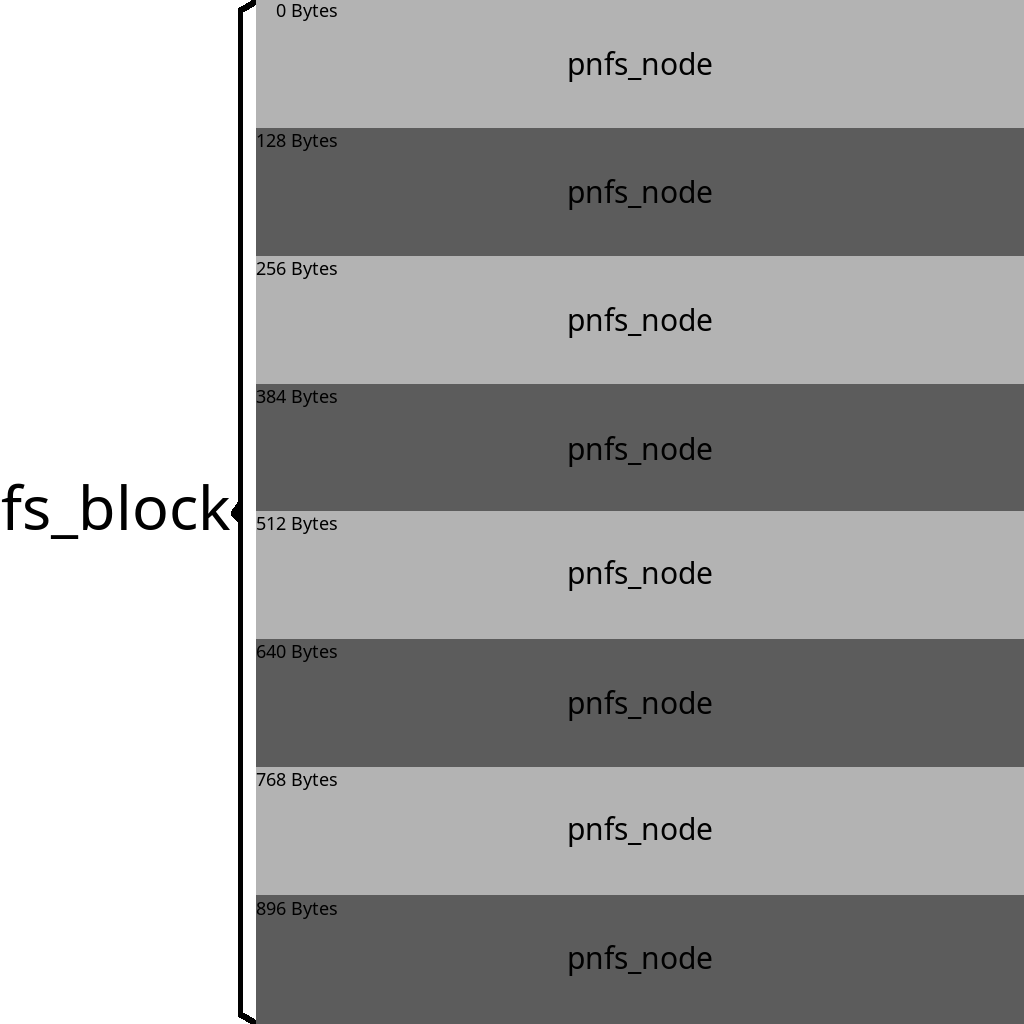 0 Bytes
pnfs_node
128 Bytes
pnfs_node
256 Bytes
pnfs_node
384 Bytes
pnfs_node
fs_block
512 Bytes
pnfs_node
640 Bytes
pnfs_node
768 Bytes
pnfs_node
896 Bytes
pnfs_node